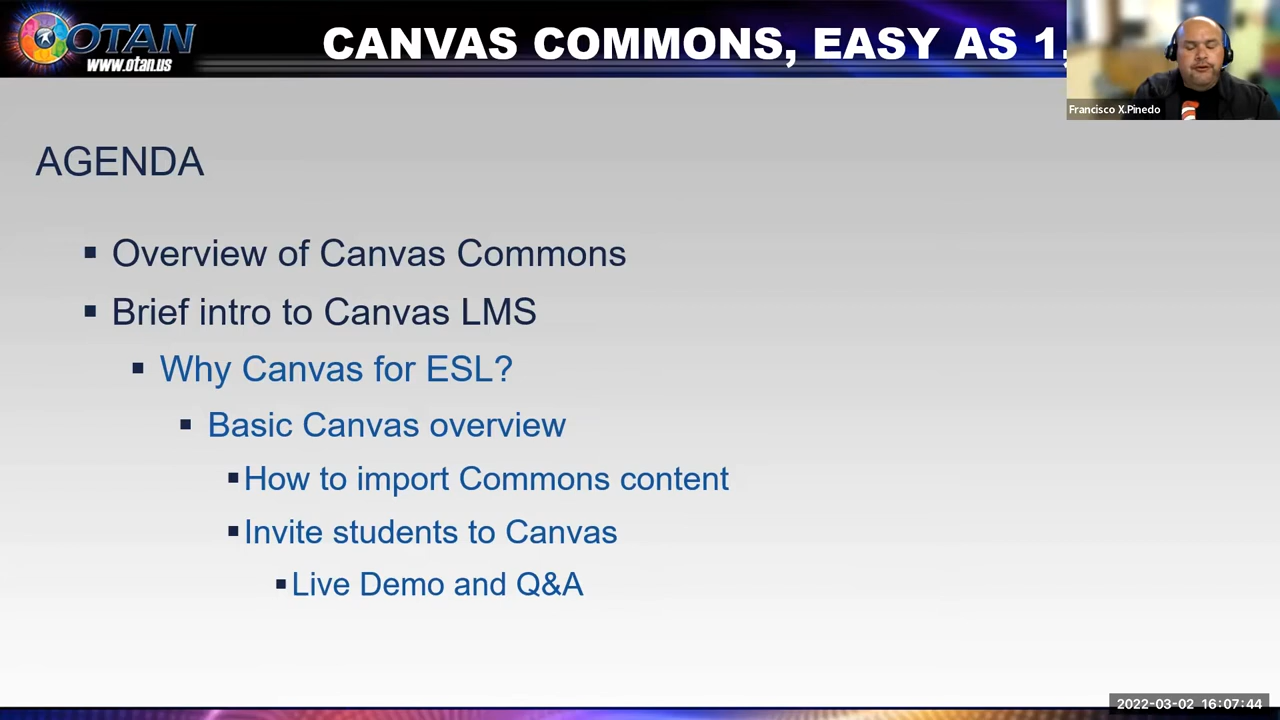 OTAN
www.otan.us
CANVAS COMMONS, EASY AS 1,
Francisco X.Pinedo
AGENDA
Overview of Canvas Commons
Brief intro to Canvas LMS
Why Canvas for ESL?
Basic Canvas overview
How to import Commons content
Invite students to Canvas
Live Demo and Q&A
2022-03-02 16:07:44